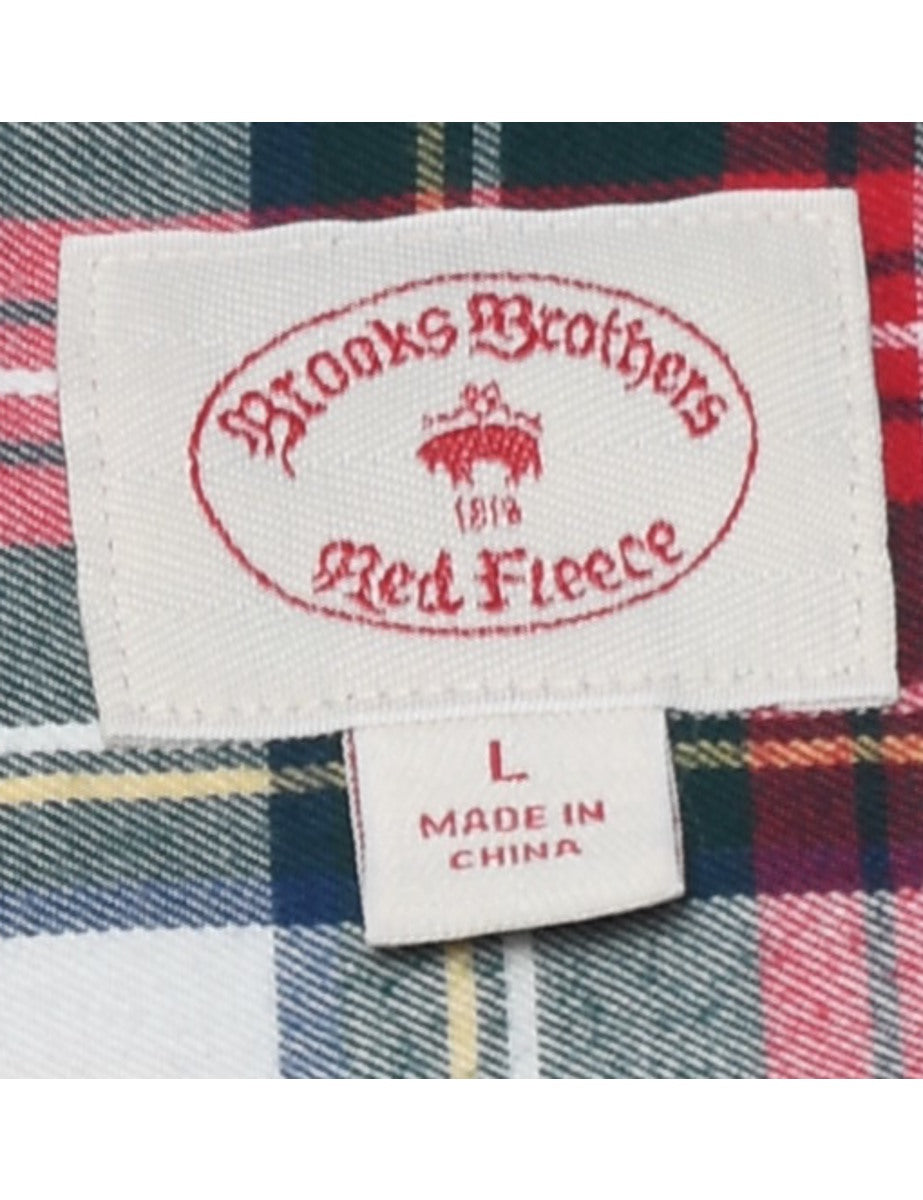 Brooks Brothers
1818
Red Fleece
L
MADE IN
CHINA